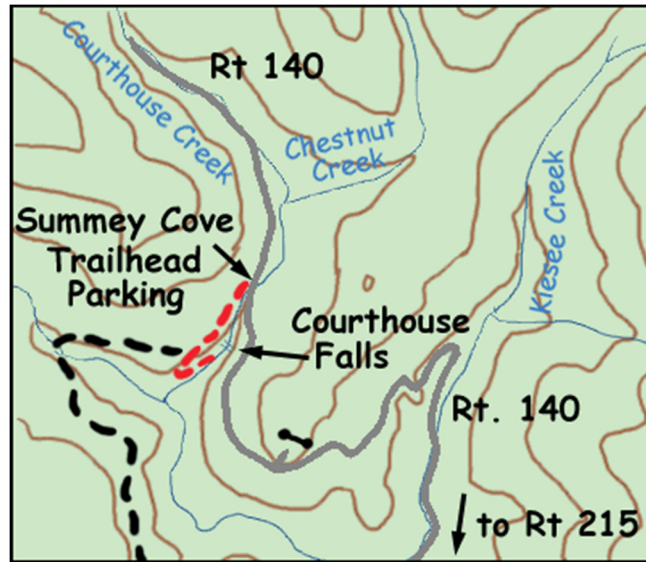 Courthouse Creek
Rt 140
Chestnut
Creek
Kiesee Creek
Summey Cove
Trailhead
Parking
Courthouse
Falls
Rt. 140
to Rt 215